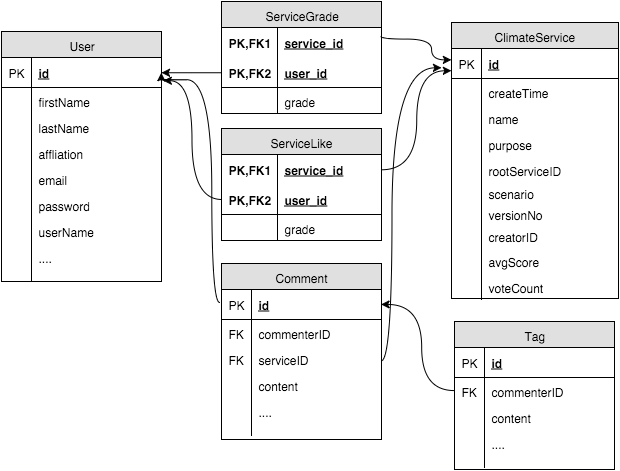 User
PK id
firstName
lastName
affliation
email
password
userName
....
ServiceGrade
PK,FK1 service_id
PK,FK2 user_id
grade
ServiceLike
PK,FK1 service_id
PK,FK2 user_id
grade
Comment
PK id
FK commenterID
FK serviceID
content
....
ClimateService
PK id
createTime
name
purpose
rootServiceID
scenario
versionNo
creatorID
avgScore
voteCount
Tag
PK id
FK commenterID
content
....